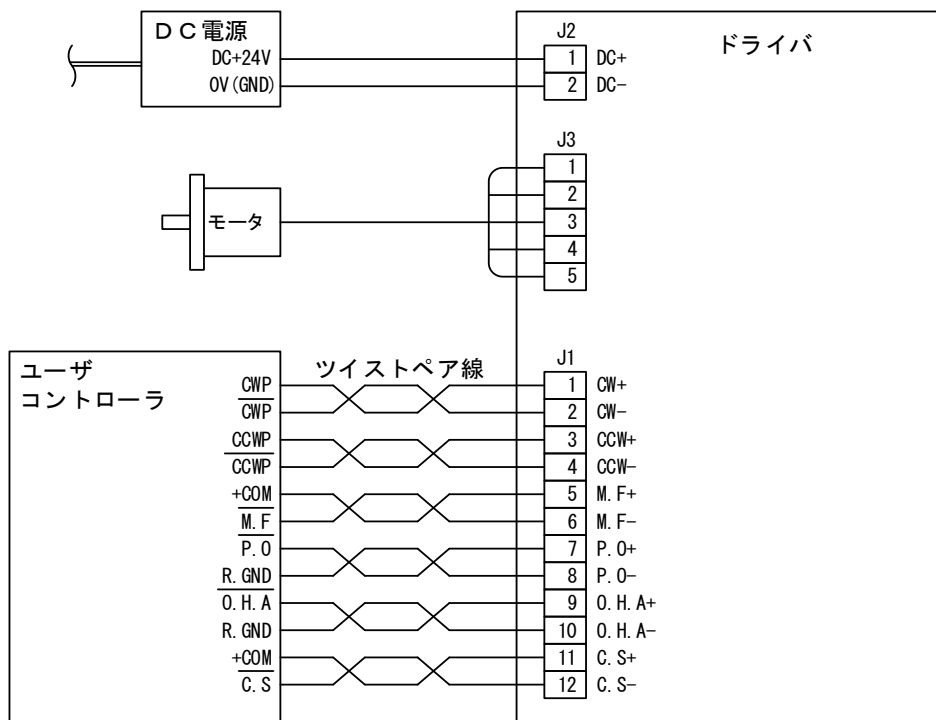 DC電源
DC+24V
0V(GND)
J2
1 DC+
2 DC-
ドライバ
モータ
J3
1
2
3
4
5
ユーザ
コントローラ
ツイストペア線
J1
CWP 1 CW+
C̅W̅P̅ 2 CW-
CCWP 3 CCW+
C̅C̅W̅P̅ 4 CCW-
+COM 5 M.F+
M̅.̅F̅ 6 M.F-
P̅.̅O̅ 7 P.O+
R.GND 8 P.O-
O̅.̅H̅.̅A̅ 9 O.H.A+
R.GND 10 O.H.A-
+COM 11 C.S+
C̅.̅S̅ 12 C.S-